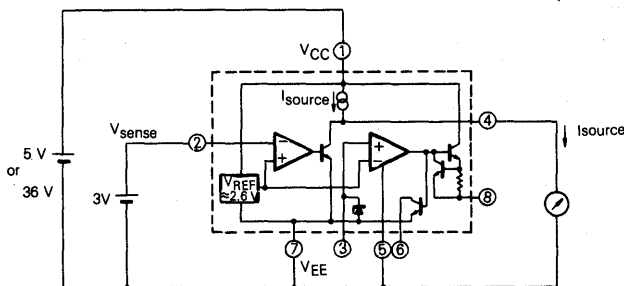 VCC ①
Isource
④
Isource
Vsense
②
−
+
+
−
5 V
or
36 V
3V
VREF
≈2.6 V
⑧
⑦
③
⑤
⑥
VEE